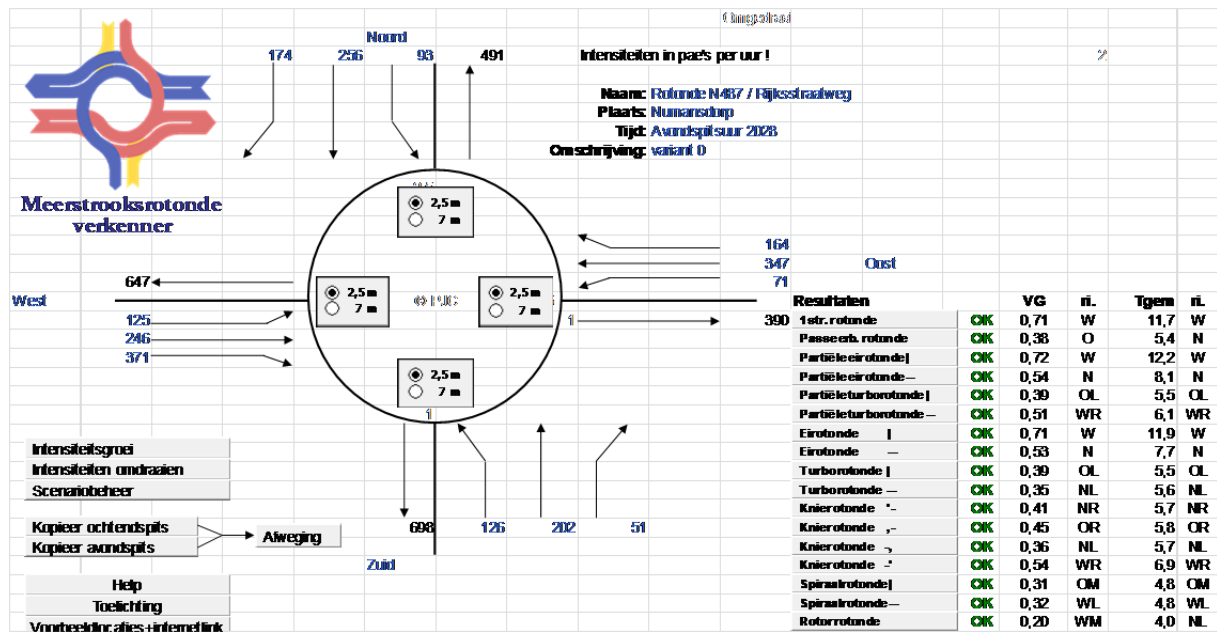 Omgedraaid
Noord
174 256 93 491 Intensiteiten in pae's per uur !
Naam: Rotonde N487 / Rijksstraatweg
Plaats: Numansdorp
Tijd: Avondspitsuur 2028
Omschrijving: variant 0
Meerstrooksrotonde
verkenner
2,5 m
7 m
164
347 Oost
71
647
2,5 m
7 m
2,5 m
7 m
West
125
246
371
1 390
2,5 m
7 m
1
Resultaten VG ri. Tgem ri.
1str. rotonde OK 0,71 W 11,7 W
Passeerb. rotonde OK 0,38 O 5,4 N
Partiële eirotonde | OK 0,72 W 12,2 W
Partiële eirotonde — OK 0,54 N 8,1 N
Partiële turborotonde | OK 0,39 OL 5,5 OL
Partiële turborotonde — OK 0,51 WR 6,1 WR
Eirotonde | OK 0,71 W 11,9 W
Eirotonde — OK 0,53 N 7,7 N
Turborotonde | OK 0,39 OL 5,5 OL
Turborotonde — OK 0,35 NL 5,6 NL
Knierotonde '- OK 0,41 NR 5,7 NR
Knierotonde ,- OK 0,45 OR 5,8 OR
Knierotonde -, OK 0,36 NL 5,7 NL
Knierotonde -' OK 0,54 WR 6,9 WR
Spiraalrotonde | OK 0,31 OM 4,8 OM
Spiraalrotonde — OK 0,32 WL 4,8 WL
Rotorrotonde OK 0,20 WM 4,0 NL
Intensiteitsgroei
Intensiteiten omdraaien
Scenariobeheer
698 126 202 51
Kopieer ochtendspits
Kopieer avondspits
Afweging
Zuid
Help
Toelichting
Voorbeeldlocaties+internetlink